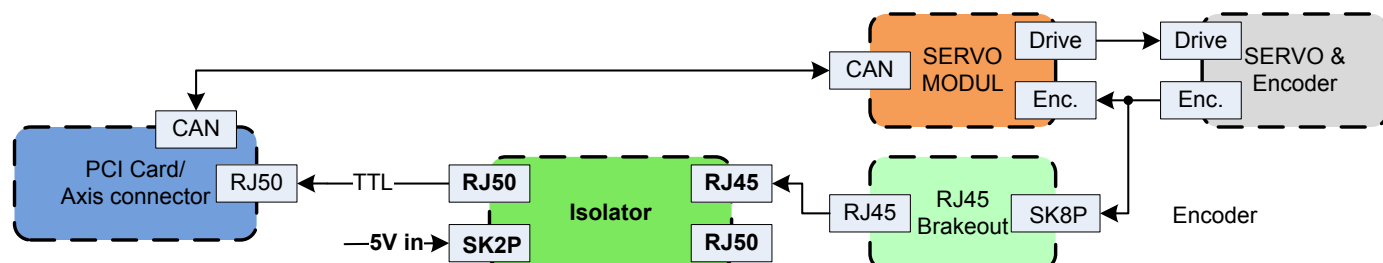 Drive
Drive
SERVO
MODUL
CAN
SERVO &
Encoder
Enc.
Enc.
CAN
PCI Card/
Axis connector
RJ50
TTL
RJ50
RJ45
Isolator
5V in
SK2P
RJ50
RJ45
RJ45
Brakeout
SK8P
Encoder